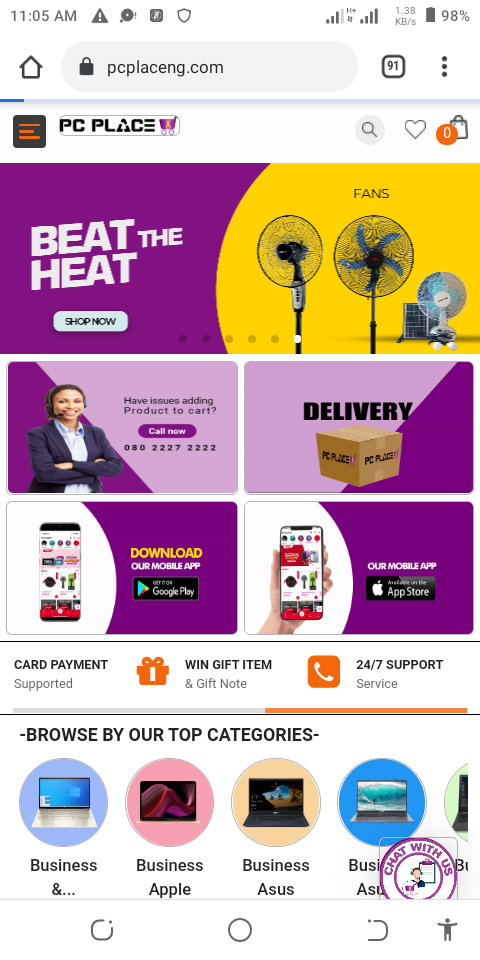 11:05 AM
H+
1.38
KB/s
98%
pcplaceng.com
91
PC PLACE
0
FANS
BEAT THE
HEAT
SHOP NOW
Have issues adding
Product to cart?
Call now
080 2227 2222
DELIVERY
PC PLACE
PC PLACE
DOWNLOAD
OUR MOBILE APP
GET IT ON
Google Play
OUR MOBILE APP
Available on the
App Store
CARD PAYMENT
Supported
WIN GIFT ITEM
& Gift Note
24/7 SUPPORT
Service
-BROWSE BY OUR TOP CATEGORIES-
Business
&...
Business
Apple
Business
Asus
Busi
Asu
Bu
CHAT WITH US